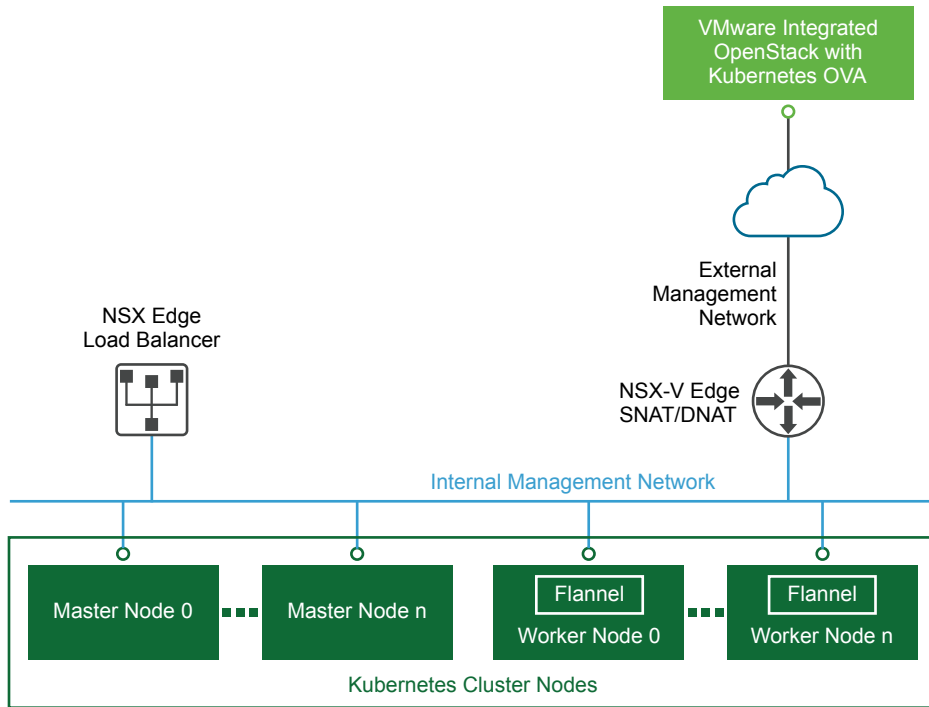 VMware Integrated
OpenStack with
Kubernetes OVA
External
Management
Network
NSX Edge
Load Balancer
NSX-V Edge
SNAT/DNAT
Internal Management Network
Master Node 0
Master Node n
Flannel
Worker Node 0
Flannel
Worker Node n
Kubernetes Cluster Nodes